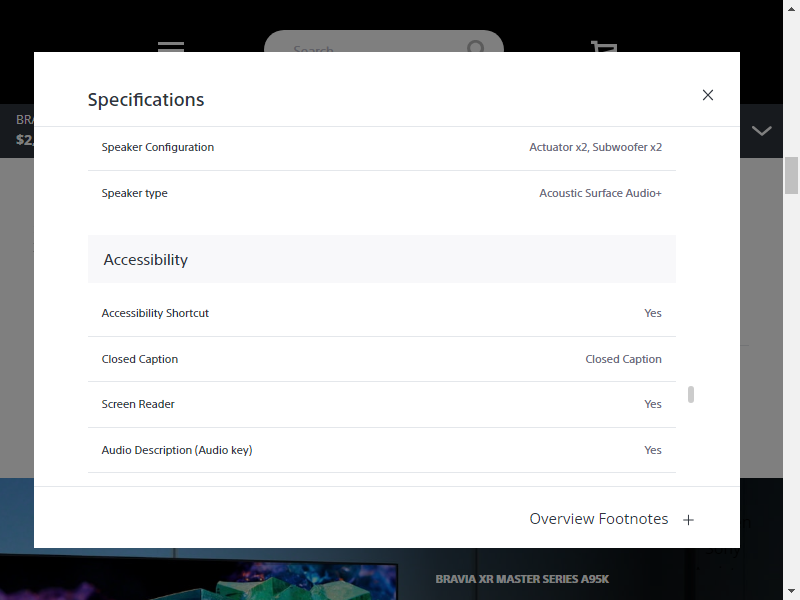 Search
BRA
$2,
Specifications
Speaker Configuration Actuator x2, Subwoofer x2
Speaker type Acoustic Surface Audio+
Accessibility
Accessibility Shortcut Yes
Closed Caption Closed Caption
Screen Reader Yes
Audio Description (Audio key) Yes
Overview Footnotes +
BRAVIA XR MASTER SERIES A95K